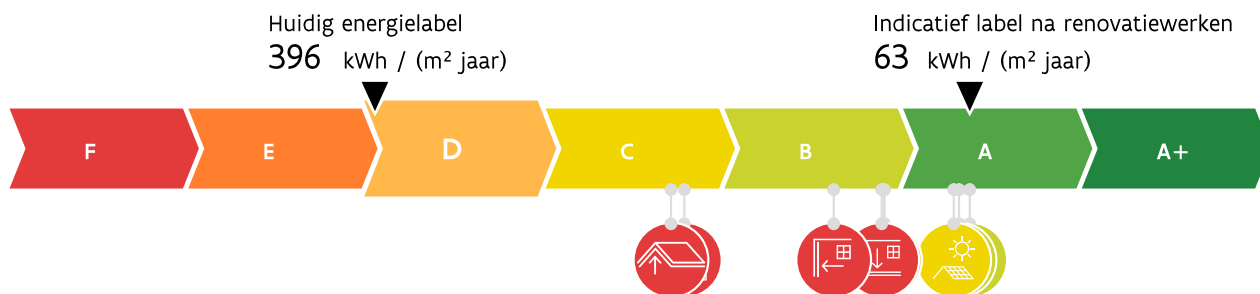 Huidig energielabel
396 kWh / (m² jaar)
Indicatief label na renovatiewerken
63 kWh / (m² jaar)
F E D C B A A+